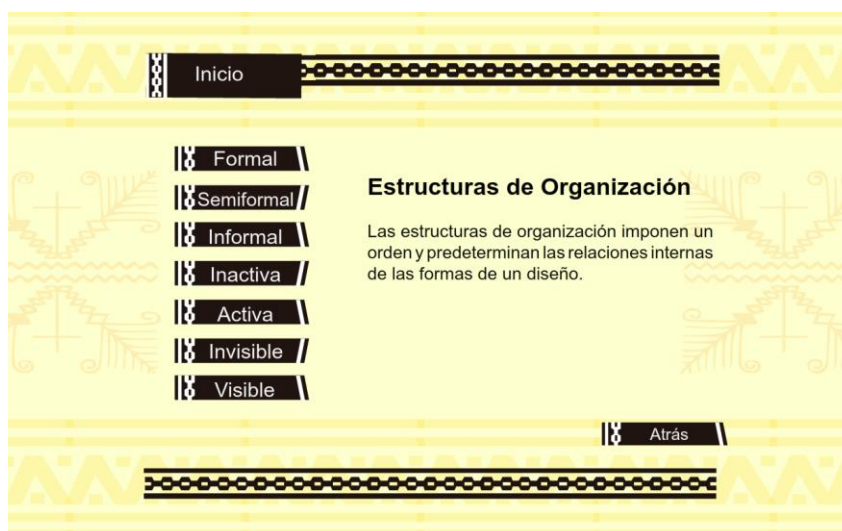 Inicio
Formal
Semiformal
Informal
Inactiva
Activa
Invisible
Visible
Estructuras de Organización
Las estructuras de organización imponen un
orden y predeterminan las relaciones internas
de las formas de un diseño.
Atrás